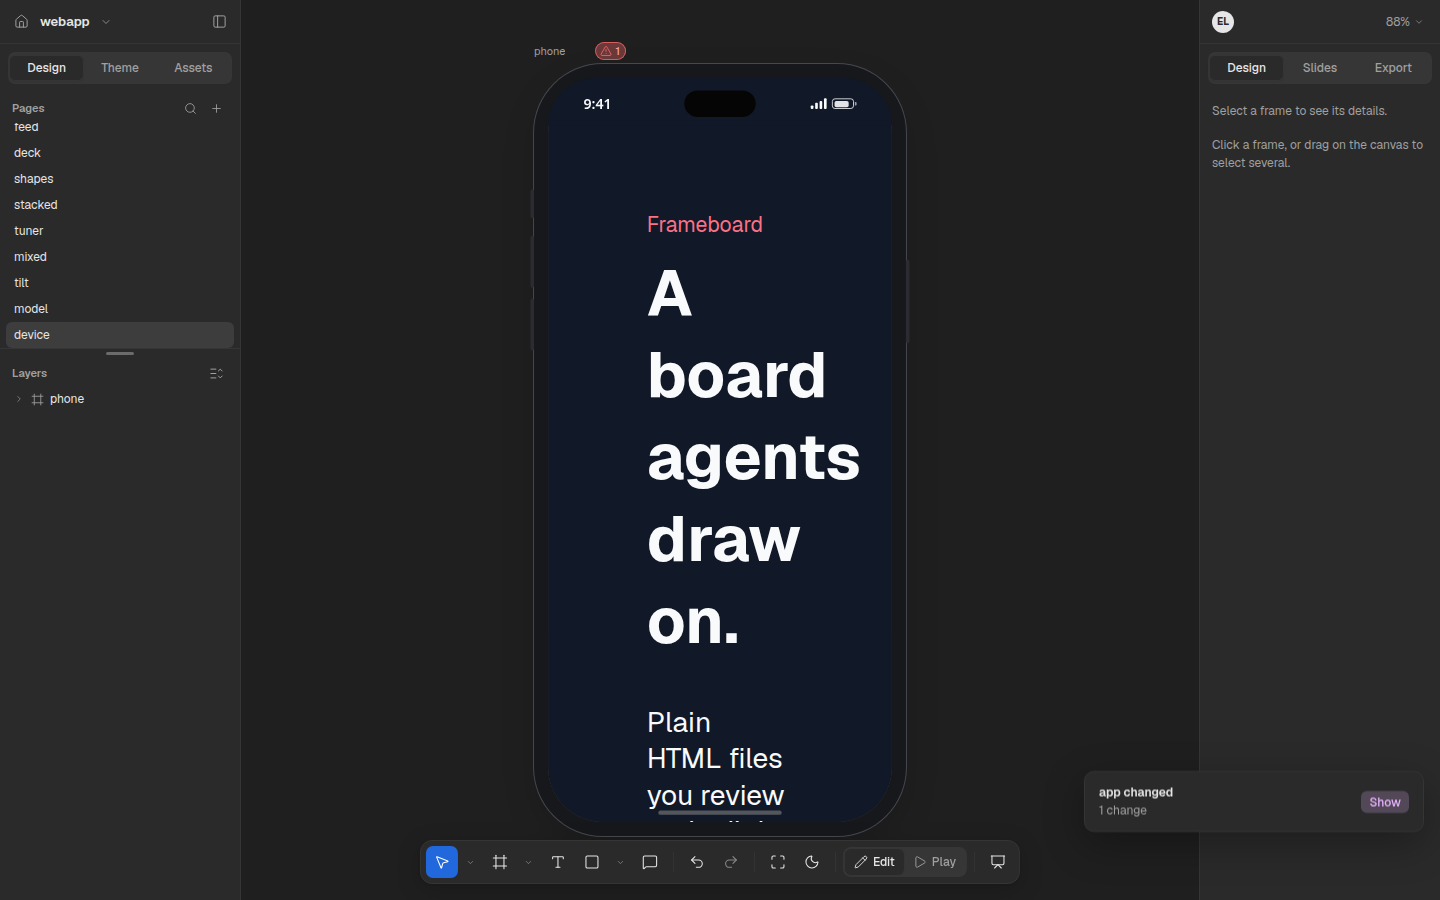 webapp
Design
Theme
Assets
Pages
feed
deck
shapes
stacked
tuner
mixed
tilt
model
device
Layers
phone
phone
1
9:41
Frameboard
A
board
agents
draw
on.
Plain
HTML files
you review
Edit
Play
EL
88%
Design
Slides
Export
Select a frame to see its details.
Click a frame, or drag on the canvas to
select several.
app changed
1 change
Show